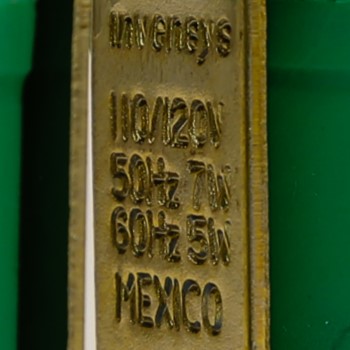 Invensys
110/120V
50Hz 7W
60Hz 5W
MEXICO